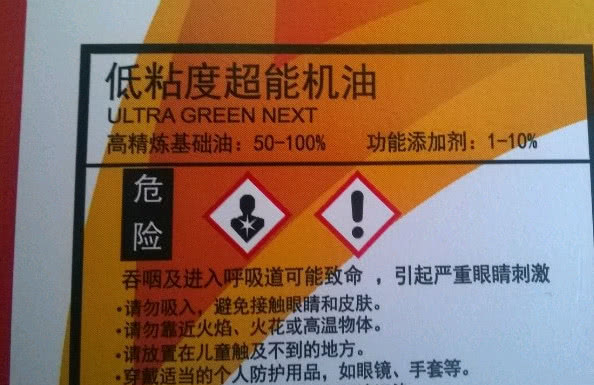 低粘度超能机油
ULTRA GREEN NEXT
高精炼基础油：50-100% 功能添加剂：1-10%
危险
吞咽及进入呼吸道可能致命，引起严重眼睛刺激
·请勿吸入，避免接触眼睛和皮肤。
·请勿靠近火焰、火花或高温物体。
·请放置在儿童触及不到的地方。
·穿戴适当的个人防护用品，如眼镜、手套等。